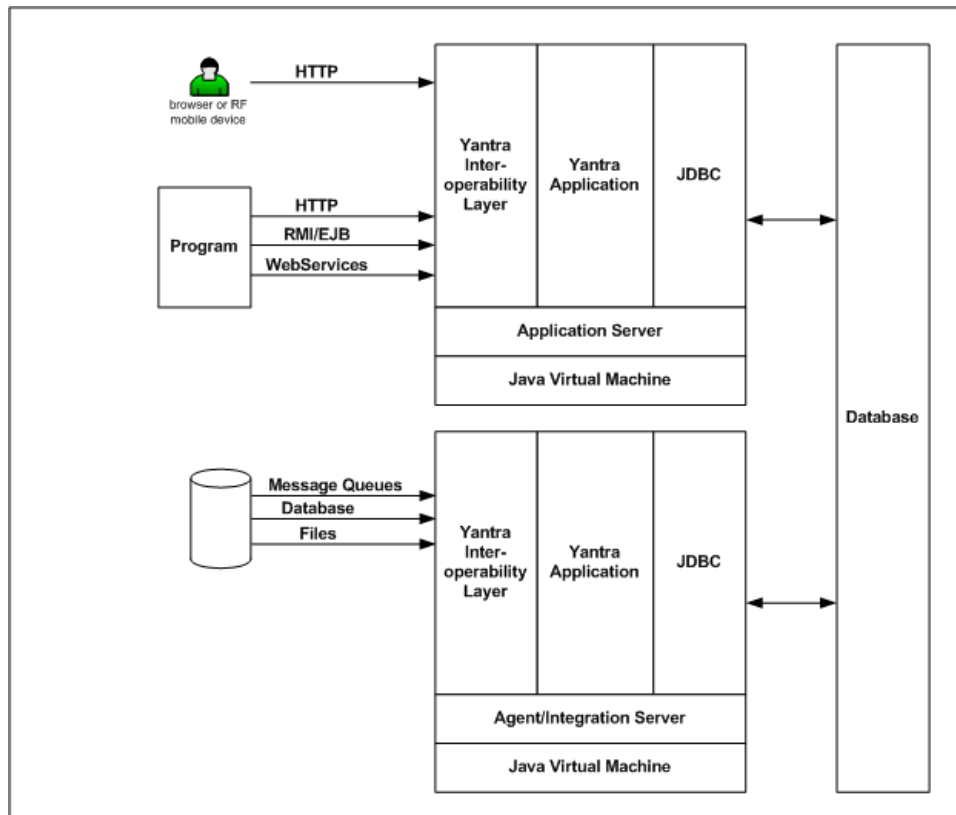 HTTP
browser or RF
mobile device
Yantra
Inter-
operability
Layer
Yantra
Application
JDBC
Program
HTTP
RMI/EJB
WebServices
Application Server
Java Virtual Machine
Database
Message Queues
Database
Files
Yantra
Inter-
operability
Layer
Yantra
Application
JDBC
Agent/Integration Server
Java Virtual Machine